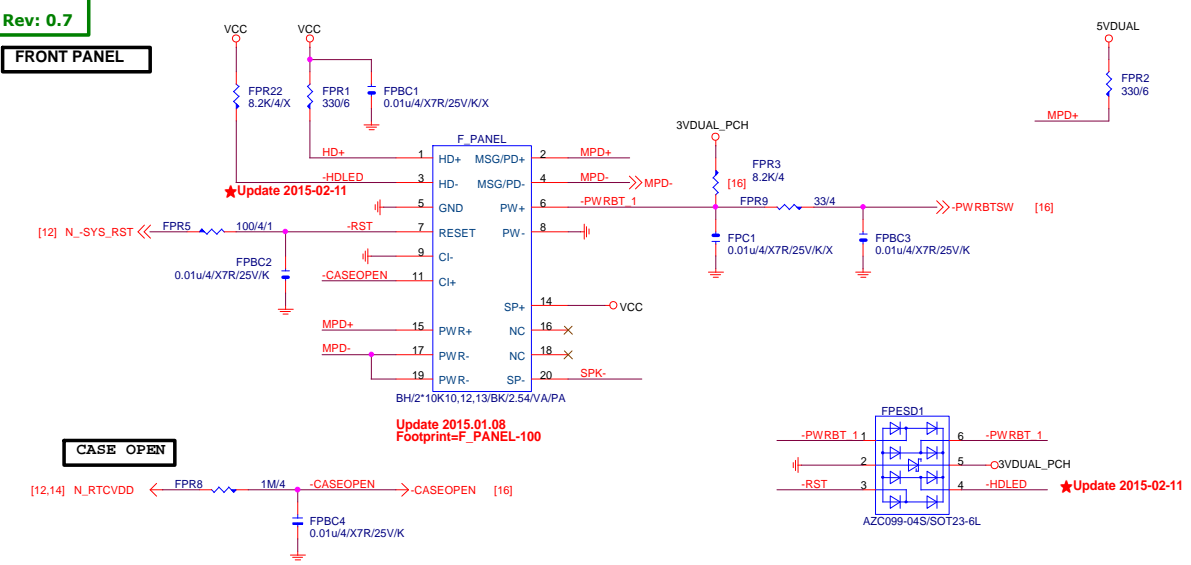 Rev: 0.7
FRONT PANEL
VCC
VCC
5VDUAL
FPR22
8.2K/4/X
FPR1
330/6
FPBC1
0.01u/4/X7R/25V/K/X
FPR2
330/6
MPD+
3VDUAL_PCH
F_PANEL
HD+
1
HD+
MSG/PD+
2
MPD+
FPR3
8.2K/4
-HDLED
3
HD-
MSG/PD-
4
MPD-
MPD-
[16]
★Update 2015-02-11
5
GND
PW+
6
-PWRBT_1
FPR9
33/4
-PWRBTSW
[16]
[12]
N_-SYS_RST
FPR5
100/4/1
-RST
7
RESET
PW-
8
FPC1
0.01u/4/X7R/25V/K/X
FPBC3
0.01u/4/X7R/25V/K
FPBC2
0.01u/4/X7R/25V/K
9
CI-
-CASEOPEN
11
CI+
SP+
14
VCC
MPD+
15
PWR+
NC
16
MPD-
17
PWR-
NC
18
19
PWR-
SP-
20
SPK-
BH/2*10K10,12,13/BK/2.54/VA/PA
Update 2015.01.08
Footprint=F_PANEL-100
CASE OPEN
[12,14]
N_RTCVDD
FPR8
1M/4
-CASEOPEN
-CASEOPEN
[16]
FPBC4
0.01u/4/X7R/25V/K
FPESD1
-PWRBT_1
1
6
-PWRBT_1
2
5
3VDUAL_PCH
-RST
3
4
-HDLED
★Update 2015-02-11
AZC099-04S/SOT23-6L